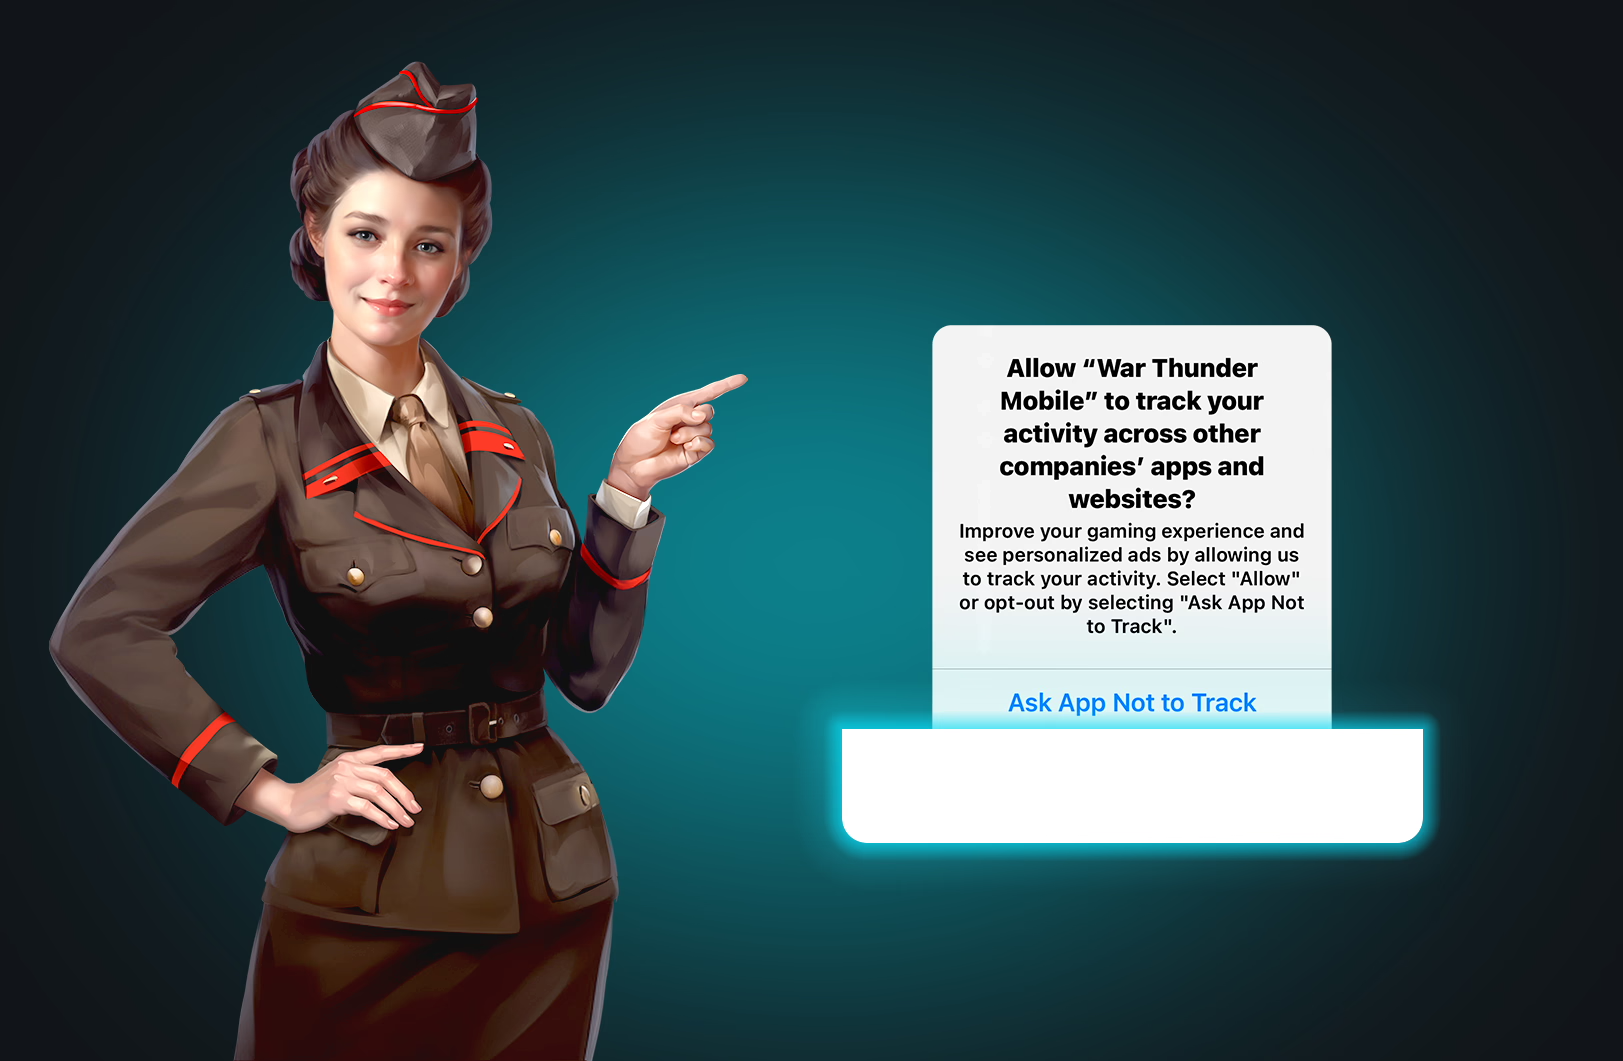 Allow “War Thunder
Mobile” to track your
activity across other
companies’ apps and
websites?
Improve your gaming experience and
see personalized ads by allowing us
to track your activity. Select "Allow"
or opt-out by selecting "Ask App Not
to Track".
Ask App Not to Track